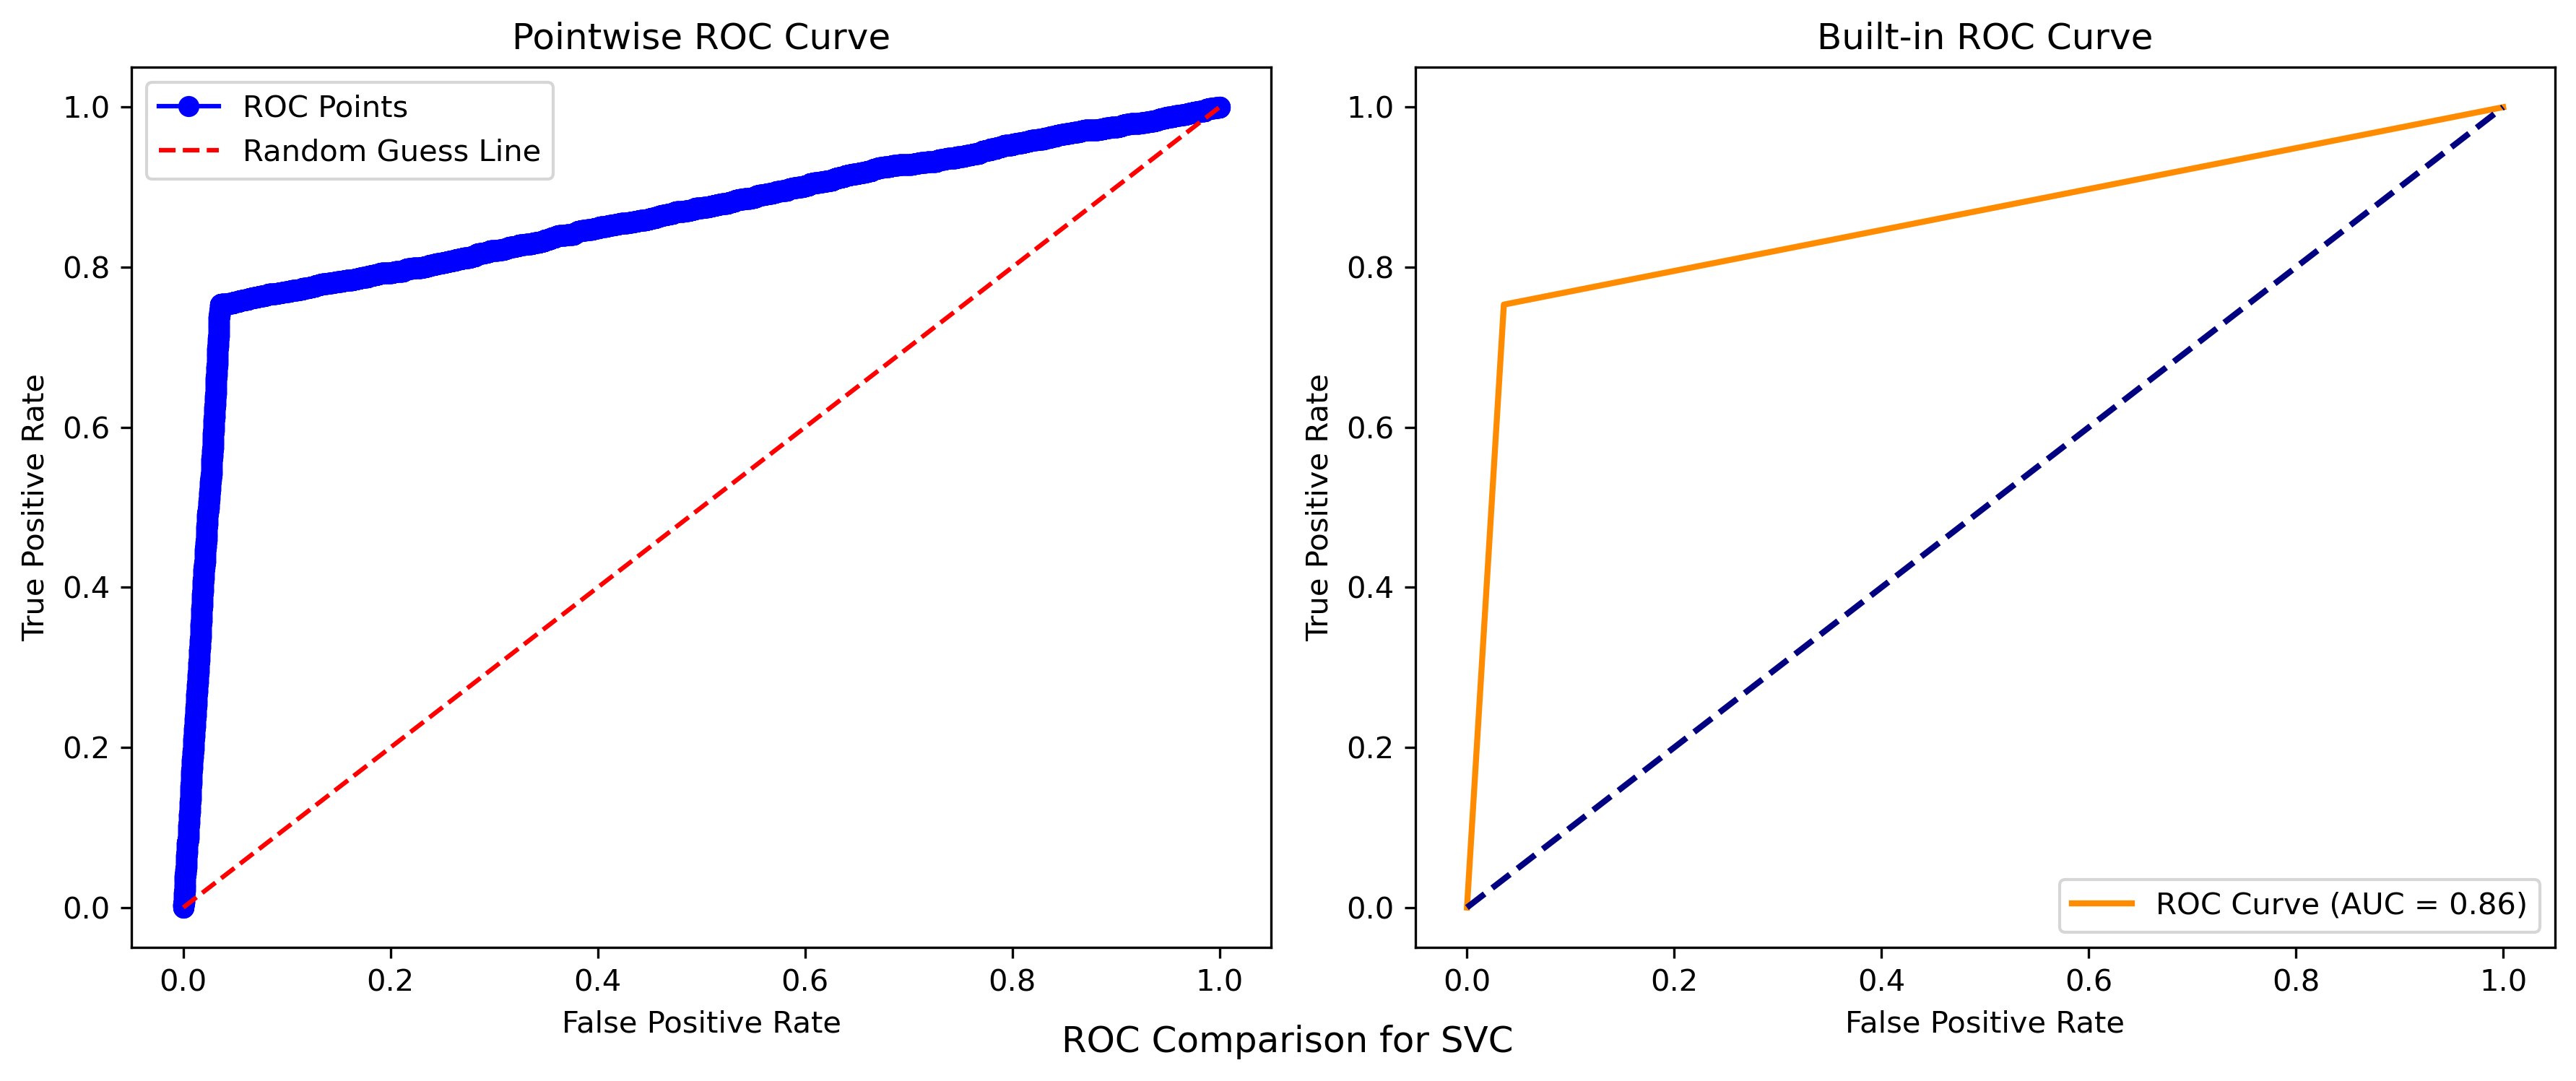 Pointwise ROC Curve
ROC Points
Random Guess Line
1.0
0.8
0.6
0.4
0.2
0.0
True Positive Rate
0.0 0.2 0.4 0.6 0.8 1.0
False Positive Rate
Built-in ROC Curve
1.0
0.8
0.6
0.4
0.2
0.0
True Positive Rate
ROC Curve (AUC = 0.86)
0.0 0.2 0.4 0.6 0.8 1.0
False Positive Rate
ROC Comparison for SVC